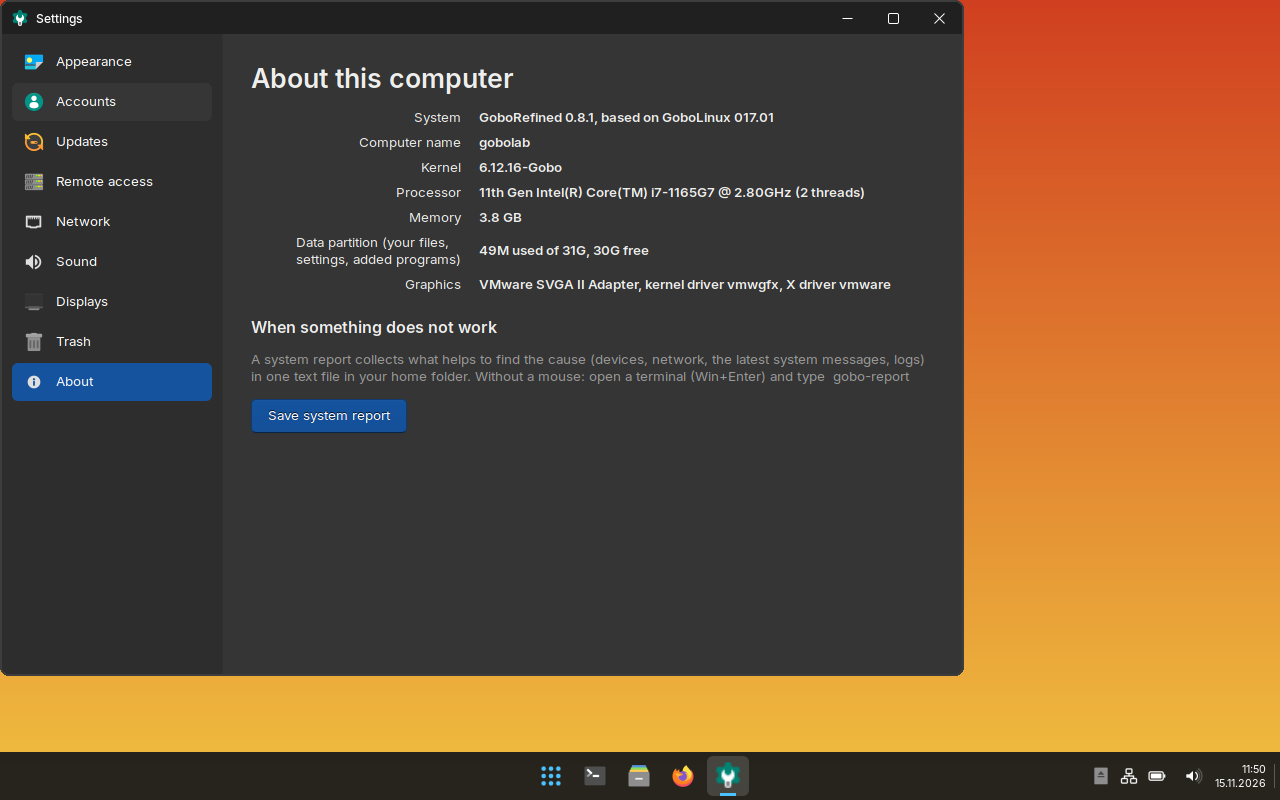 Settings
Appearance
Accounts
Updates
Remote access
Network
Sound
Displays
Trash
About
About this computer
System GoboRefined 0.8.1, based on GoboLinux 017.01
Computer name gobolab
Kernel 6.12.16-Gobo
Processor 11th Gen Intel(R) Core(TM) i7-1165G7 @ 2.80GHz (2 threads)
Memory 3.8 GB
Data partition (your files,
settings, added programs) 49M used of 31G, 30G free
Graphics VMware SVGA II Adapter, kernel driver vmwgfx, X driver vmware
When something does not work
A system report collects what helps to find the cause (devices, network, the latest system messages, logs)
in one text file in your home folder. Without a mouse: open a terminal (Win+Enter) and type gobo-report
Save system report
11:50
15.11.2026